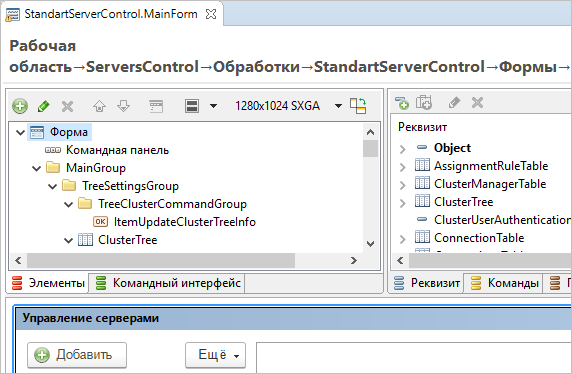 StandartServerControl.MainForm
Рабочая
область→ServersControl→Обработки→StandartServerControl→Формы→
1280x1024 SXGA
Форма
Командная панель
MainGroup
TreeSettingsGroup
TreeClusterCommandGroup
OK ItemUpdateClusterTreeInfo
ClusterTree
Элементы Командный интерфейс
Реквизит
Object
AssignmentRuleTable
ClusterManagerTable
ClusterTree
ClusterUserAuthentication
ConnectionTable
Реквизит Команды
Управление серверами
Добавить Ещё